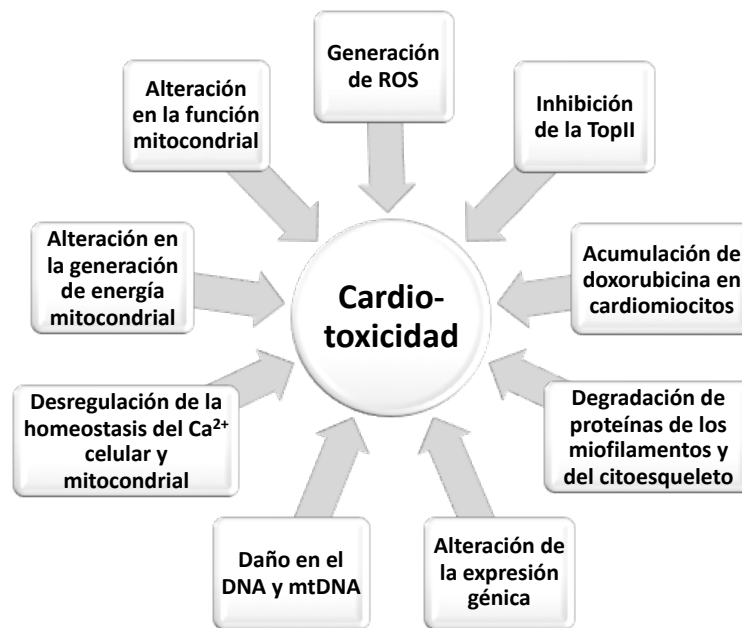 Generación
de ROS
Inhibición
de la TopII
Acumulación de
doxorubicina en
cardiomiocitos
Degradación de
proteínas de los
miofilamentos y
del citoesqueleto
Alteración de
la expresión
génica
Daño en el
DNA y mtDNA
Desregulación de la
homeostasis del Ca²⁺
celular y
mitocondrial
Alteración en
la generación
de energía
mitocondrial
Alteración
en la función
mitocondrial
Cardio-
toxicidad